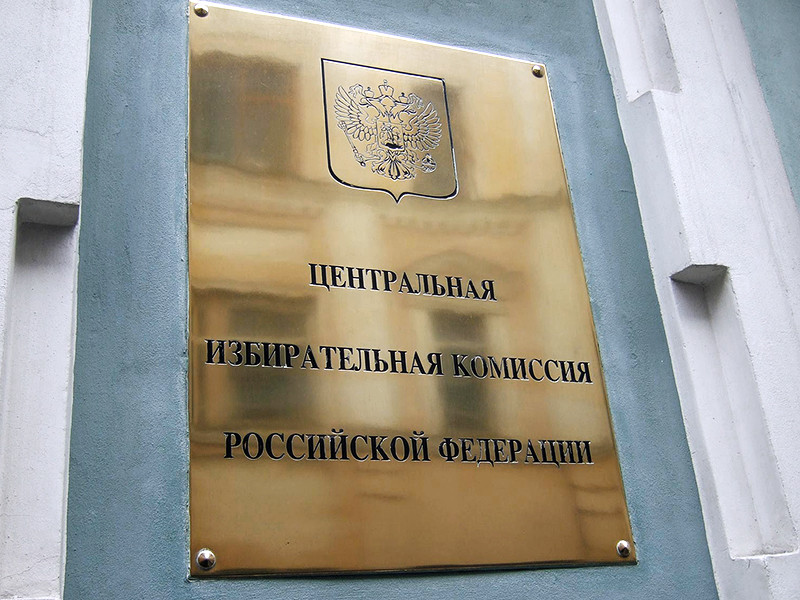 ЦЕНТРАЛЬНАЯ
ИЗБИРАТЕЛЬНАЯ КОМИССИЯ
РОССИЙСКОЙ ФЕДЕРАЦИИ